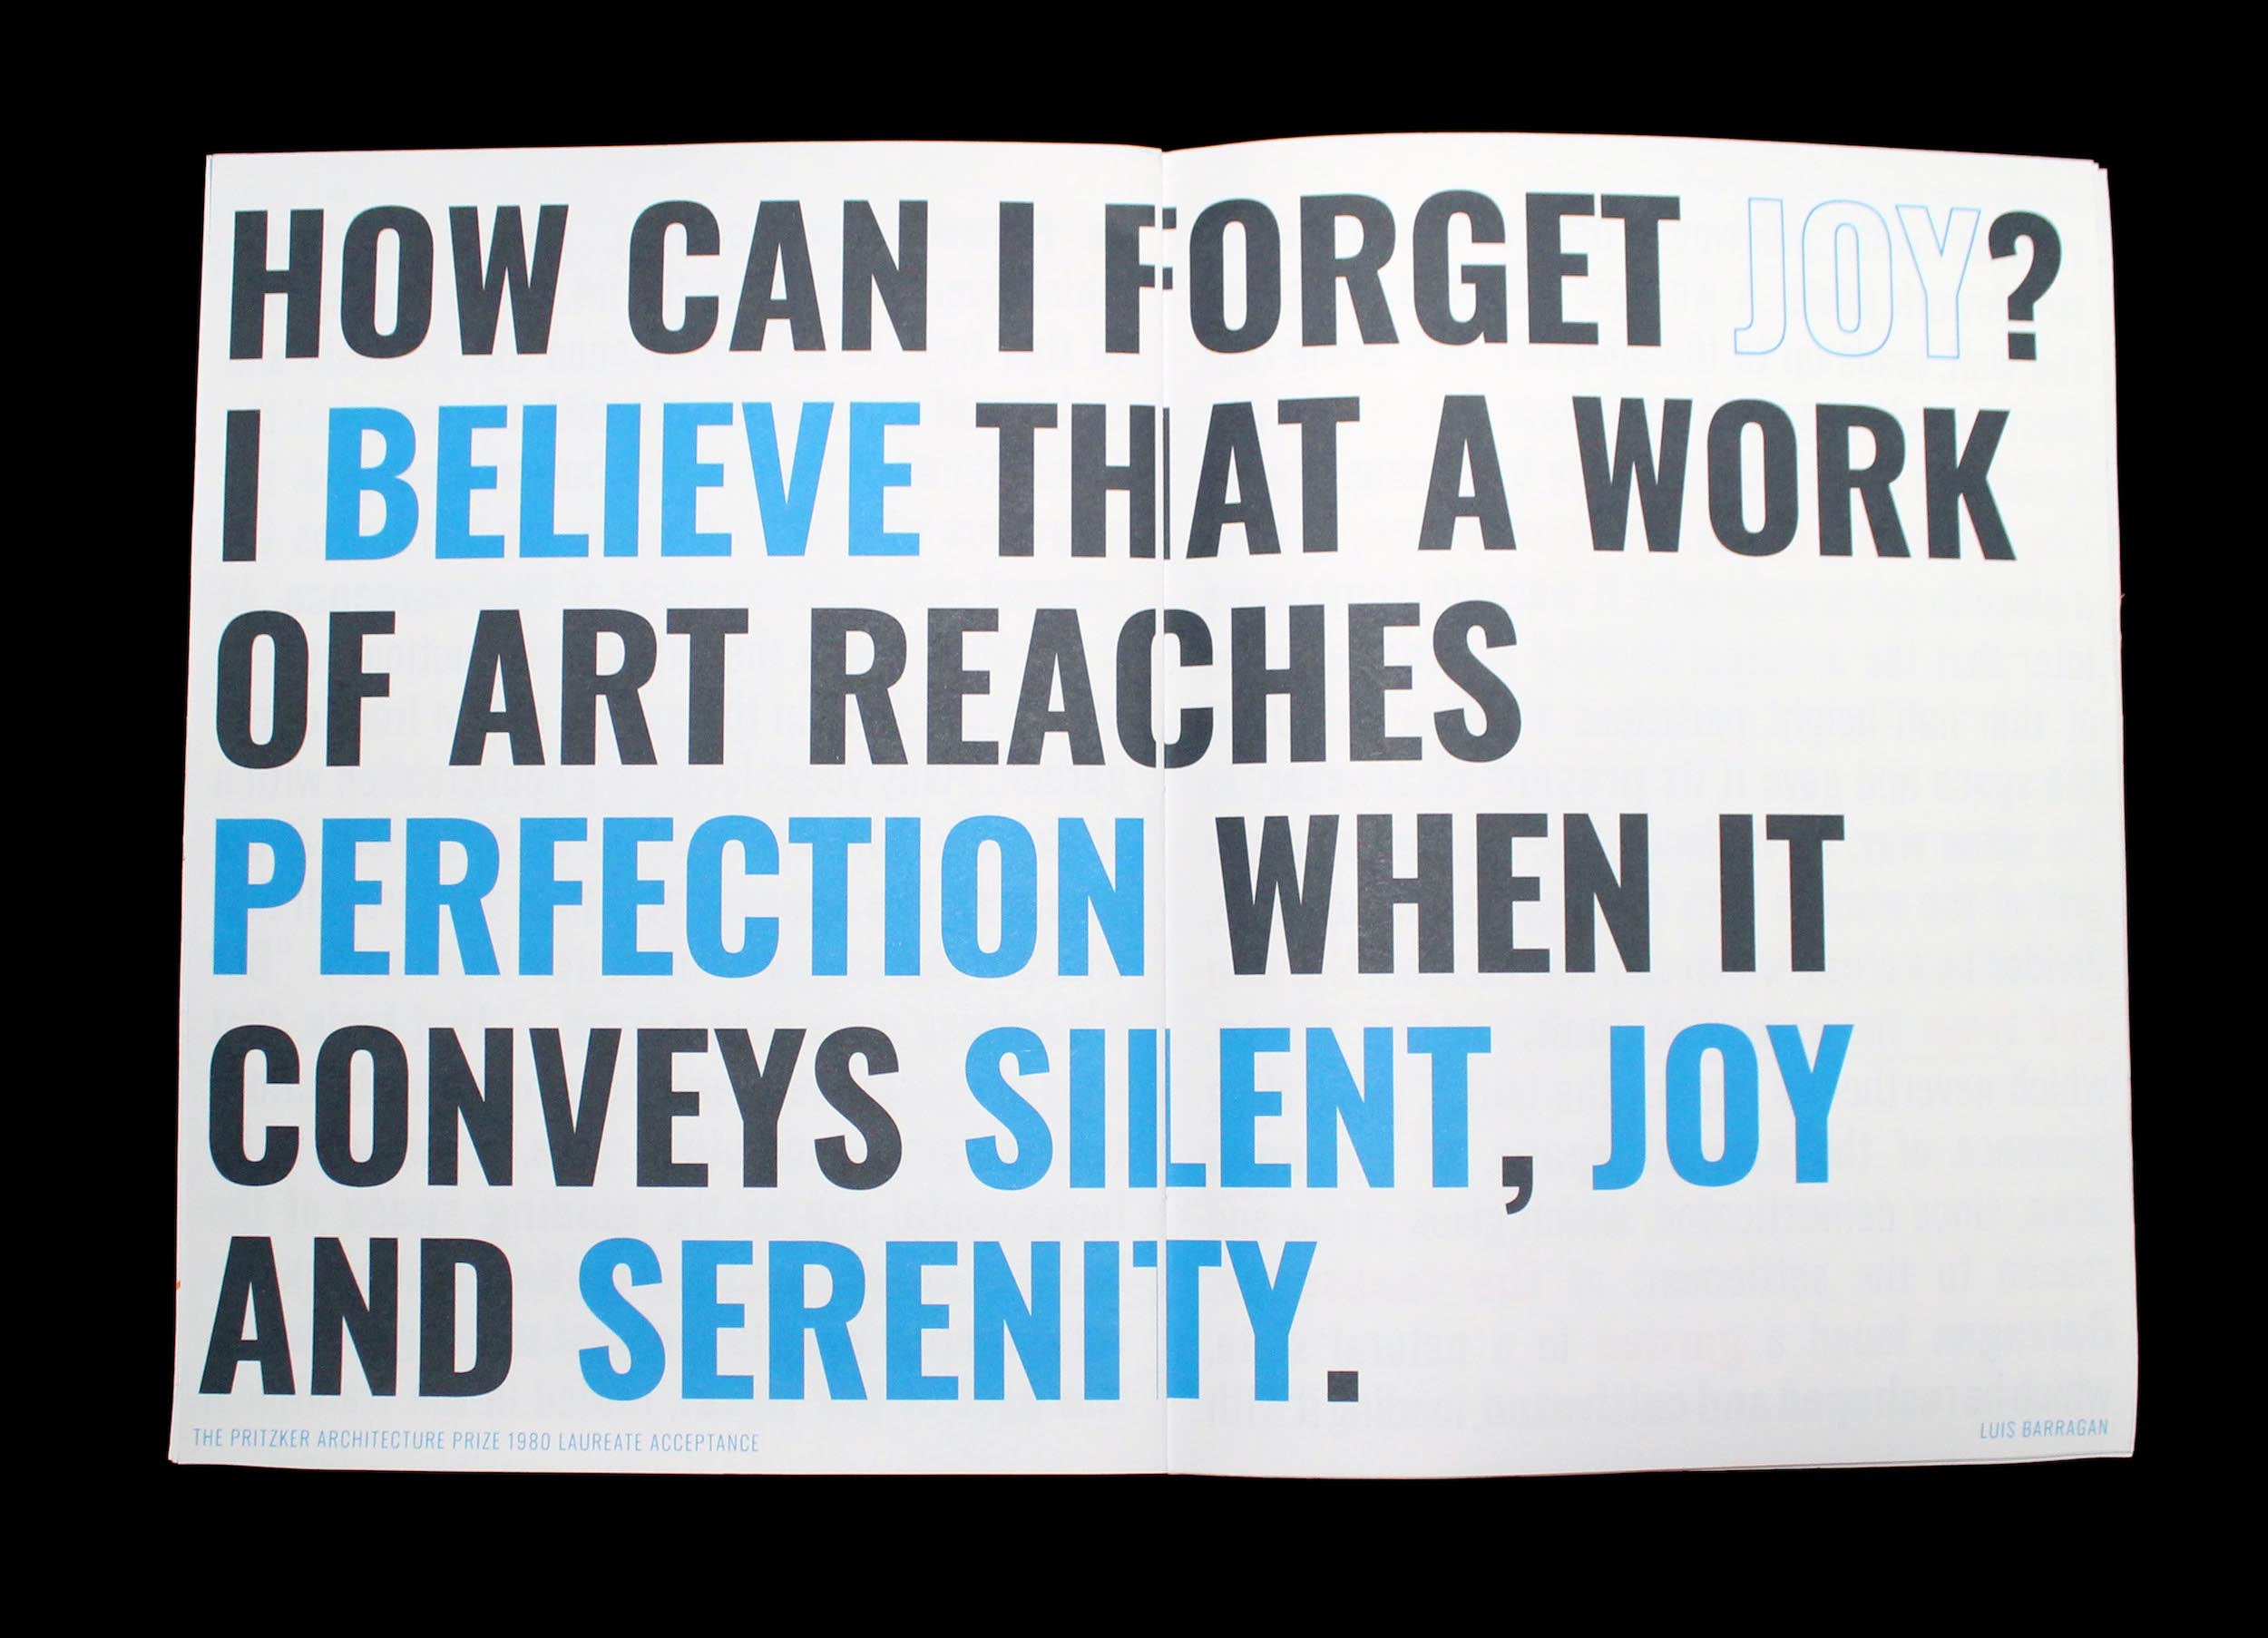 HOW CAN I FORGET JOY?
I BELIEVE THAT A WORK
OF ART REACHES
PERFECTION WHEN IT
CONVEYS SILENT, JOY
AND SERENITY.
THE PRITZKER ARCHITECTURE PRIZE 1980 LAUREATE ACCEPTANCE
LUIS BARRAGAN